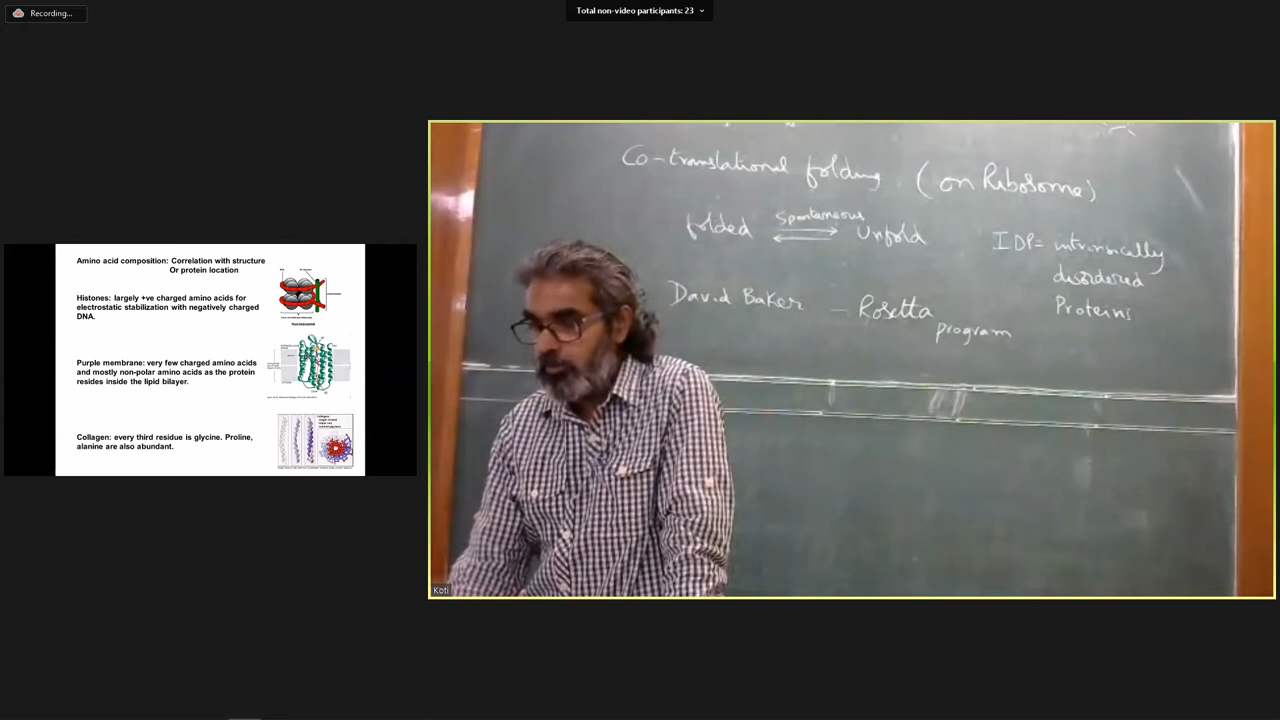 Recording...
Total non-video participants: 23
Amino acid composition: Correlation with structure
Or protein location
Histones: largely +ve charged amino acids for
electrostatic stabilization with negatively charged
DNA.
Nucleosome
Purple membrane: very few charged amino acids
and mostly non-polar amino acids as the protein
resides inside the lipid bilayer.
Collagen: every third residue is glycine. Proline,
alanine are also abundant.
Co-translational folding (on Ribosome)
folded Spontaneous Unfold
IDP= intrinsically
disordered
Proteins
David Baker – Rosetta
program
Koti